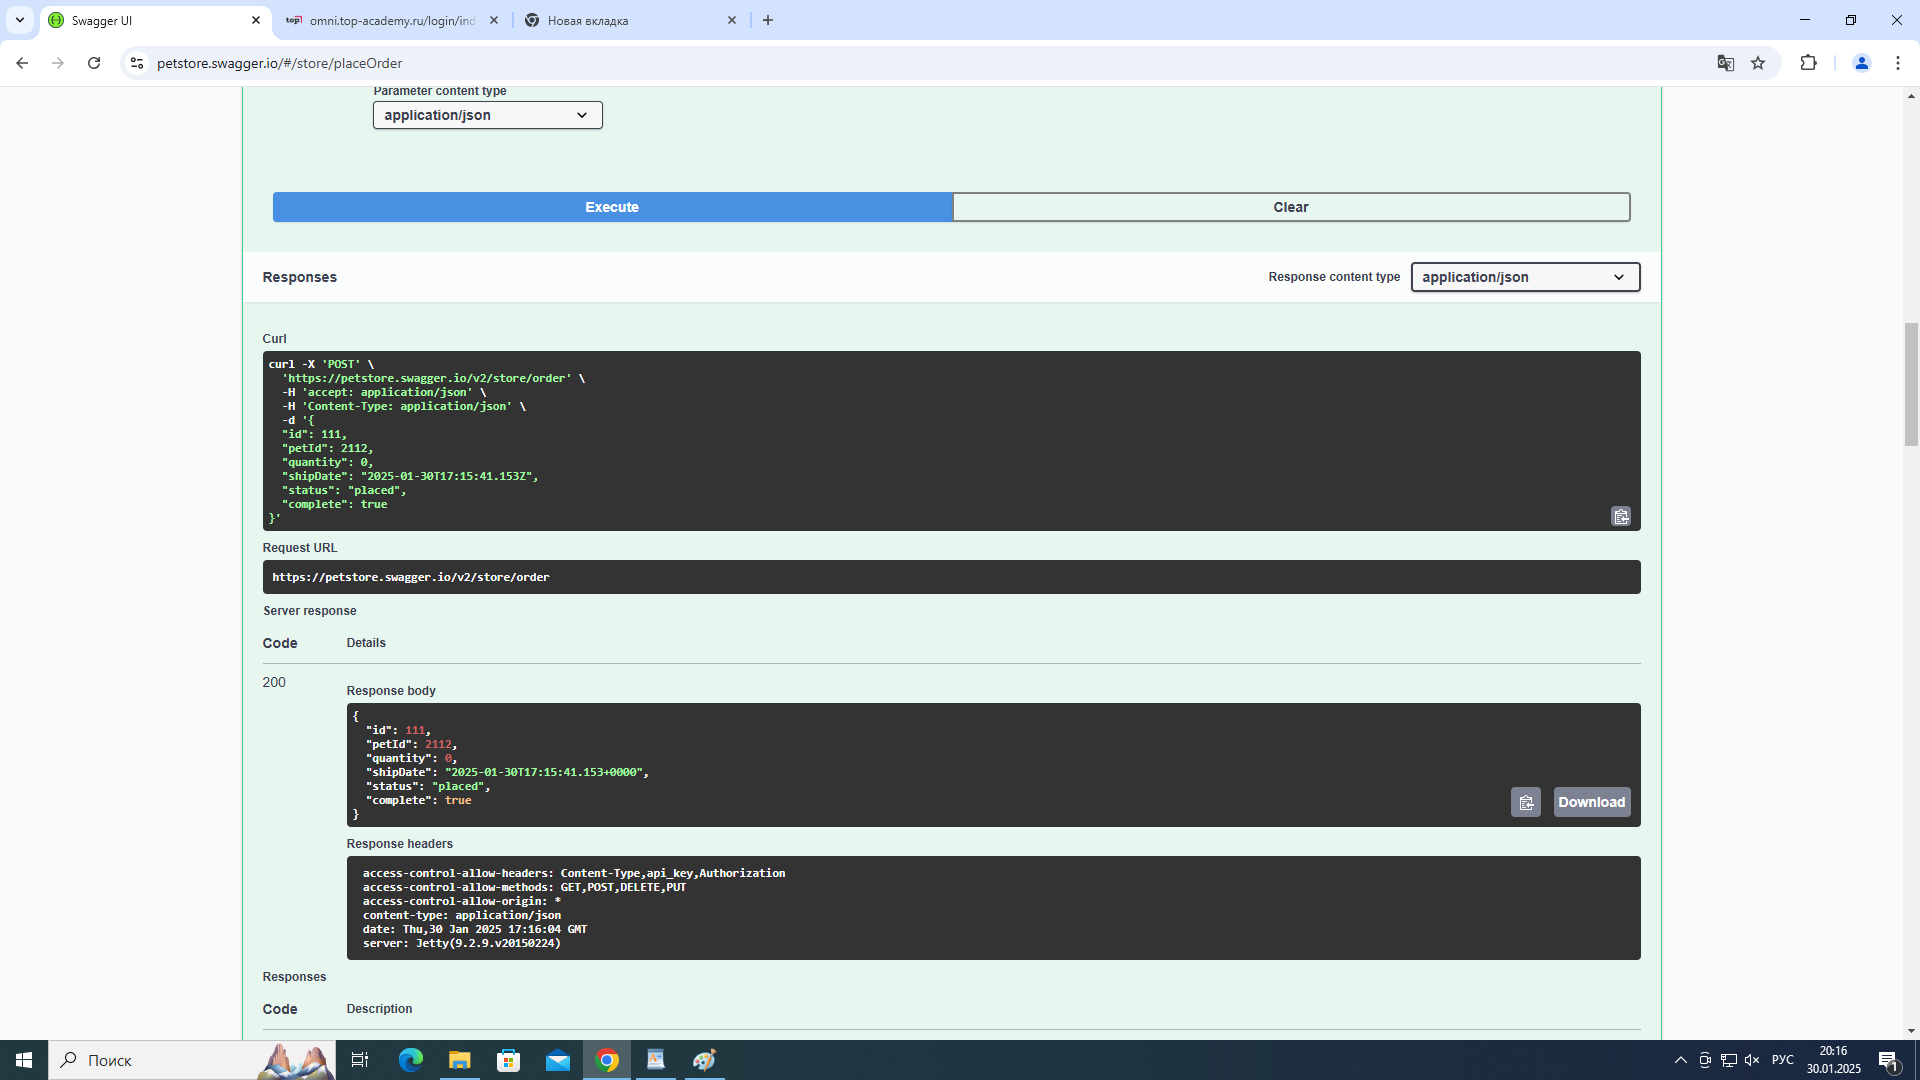 Swagger UI
top1 omni.top-academy.ru/login/ind
Новая вкладка
petstore.swagger.io/#/store/placeOrder
Parameter content type
application/json
Execute
Clear
Responses
Response content type
application/json
Curl
curl -X 'POST' \
'https://petstore.swagger.io/v2/store/order' \
-H 'accept: application/json' \
-H 'Content-Type: application/json' \
-d '{
"id": 111,
"petId": 2112,
"quantity": 0,
"shipDate": "2025-01-30T17:15:41.153Z",
"status": "placed",
"complete": true
}'
Request URL
https://petstore.swagger.io/v2/store/order
Server response
Code Details
200
Response body
{
"id": 111,
"petId": 2112,
"quantity": 0,
"shipDate": "2025-01-30T17:15:41.153+0000",
"status": "placed",
"complete": true
}
Download
Response headers
access-control-allow-headers: Content-Type,api_key,Authorization
access-control-allow-methods: GET,POST,DELETE,PUT
access-control-allow-origin: *
content-type: application/json
date: Thu,30 Jan 2025 17:16:04 GMT
server: Jetty(9.2.9.v20150224)
Responses
Code Description
Поиск
РУС
20:16
30.01.2025
1